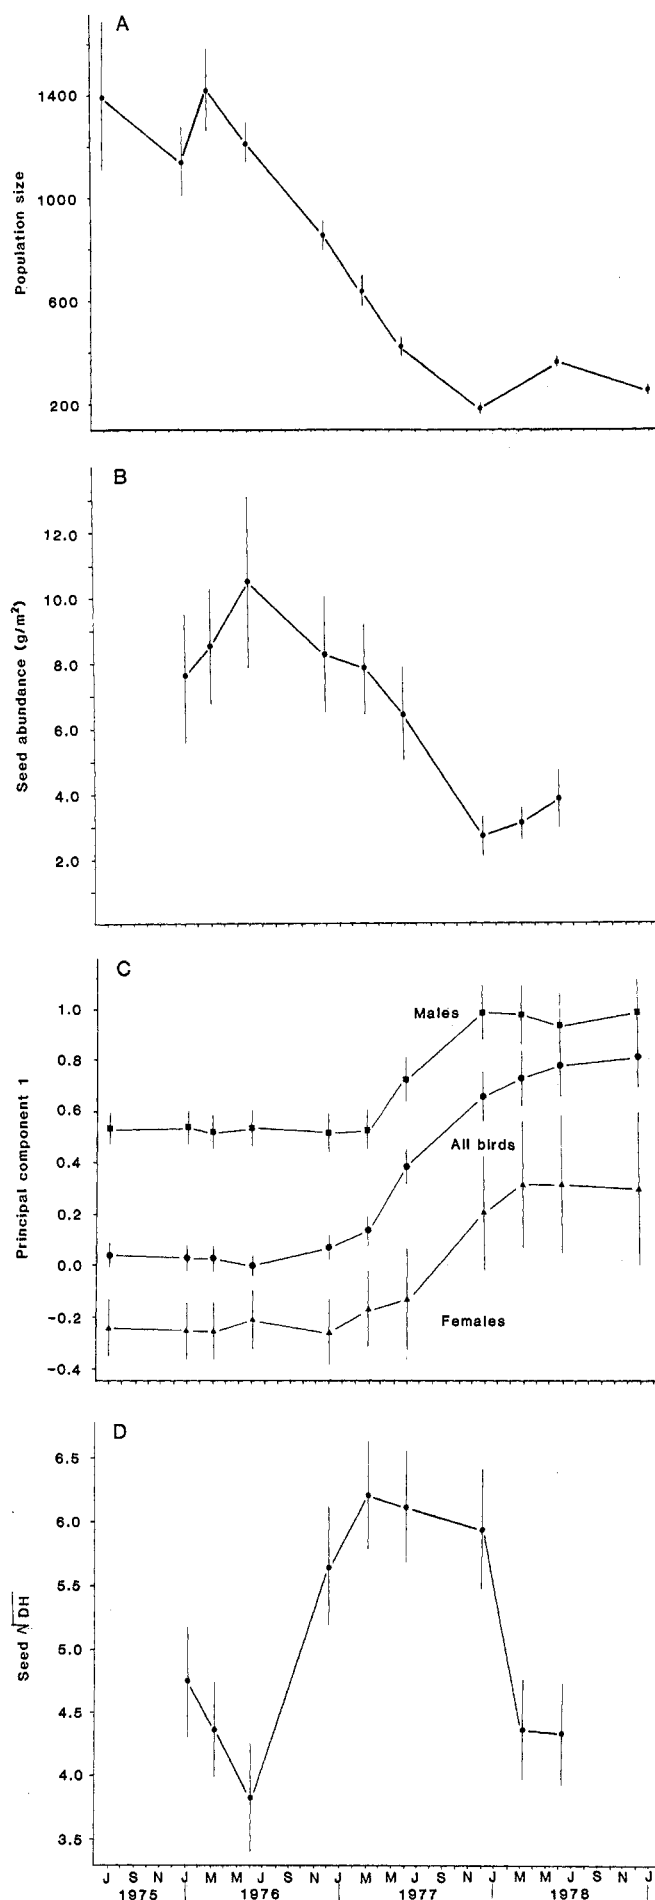 A
Population size
1400
1000
600
200
B
Seed abundance (g/m²)
12.0
10.0
8.0
6.0
4.0
2.0
C
Principal component 1
1.0
0.8
0.6
0.4
0.2
0.0
-0.2
-0.4
Males
All birds
Females
D
Seed √DH
6.5
6.0
5.5
5.0
4.5
4.0
3.5
J S N J M M J S N J M M J S N J M M J S N J
1975 1976 1977 1978